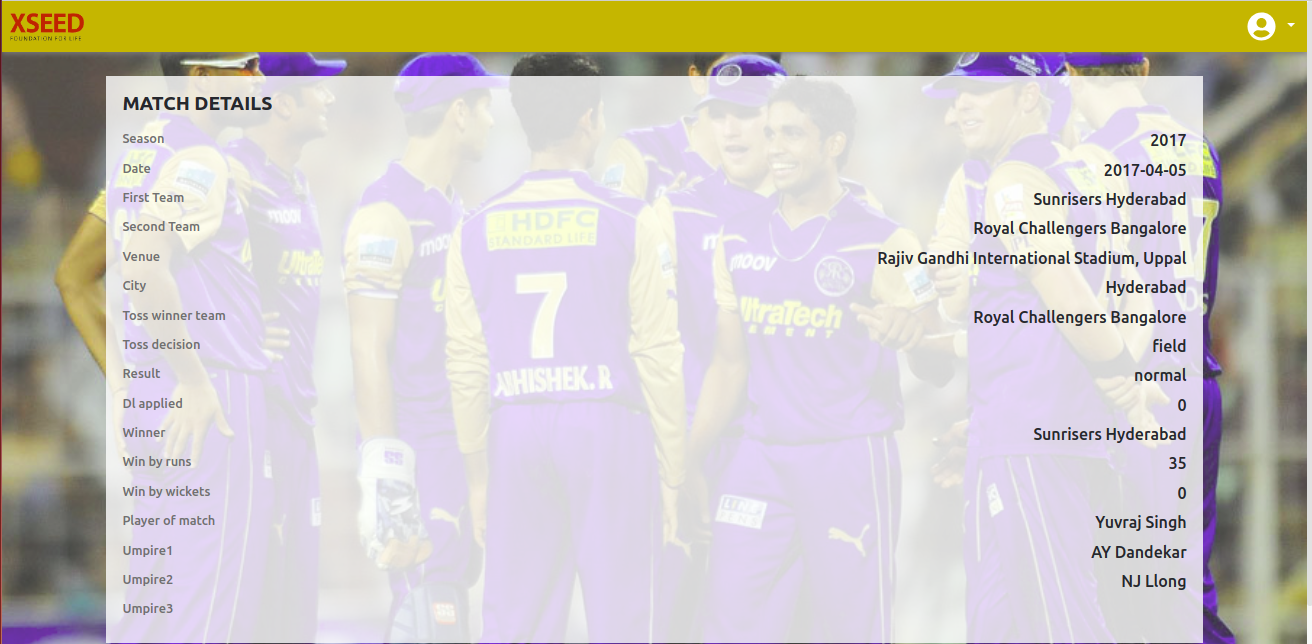 XSEED
FOUNDATION FOR LIFE
MATCH DETAILS
Season 2017
Date 2017-04-05
First Team Sunrisers Hyderabad
Second Team Royal Challengers Bangalore
Venue Rajiv Gandhi International Stadium, Uppal
City Hyderabad
Toss winner team Royal Challengers Bangalore
Toss decision field
Result normal
Dl applied 0
Winner Sunrisers Hyderabad
Win by runs 35
Win by wickets 0
Player of match Yuvraj Singh
Umpire1 AY Dandekar
Umpire2 NJ Llong
Umpire3
HDFC
STANDARD LIFE
7
ABHISHEK.R
moov
moov
UltraTech
CEMENT